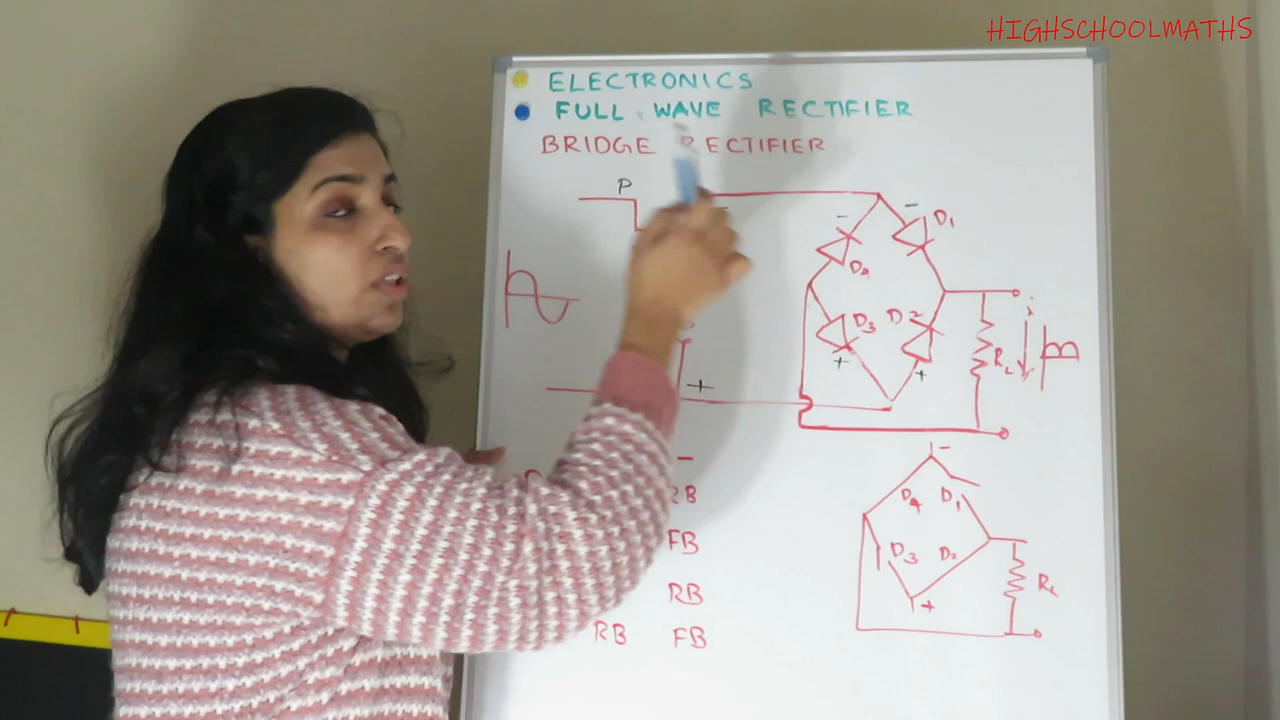 HIGHSCHOOLMATHS
ELECTRONICS
FULL WAVE RECTIFIER
BRIDGE RECTIFIER
P
- - D1
D4
D3 D2
+ +
RL
i
+
-
RB
FB
RB
RB FB
-
D4 D1
D3 D2
+
RL